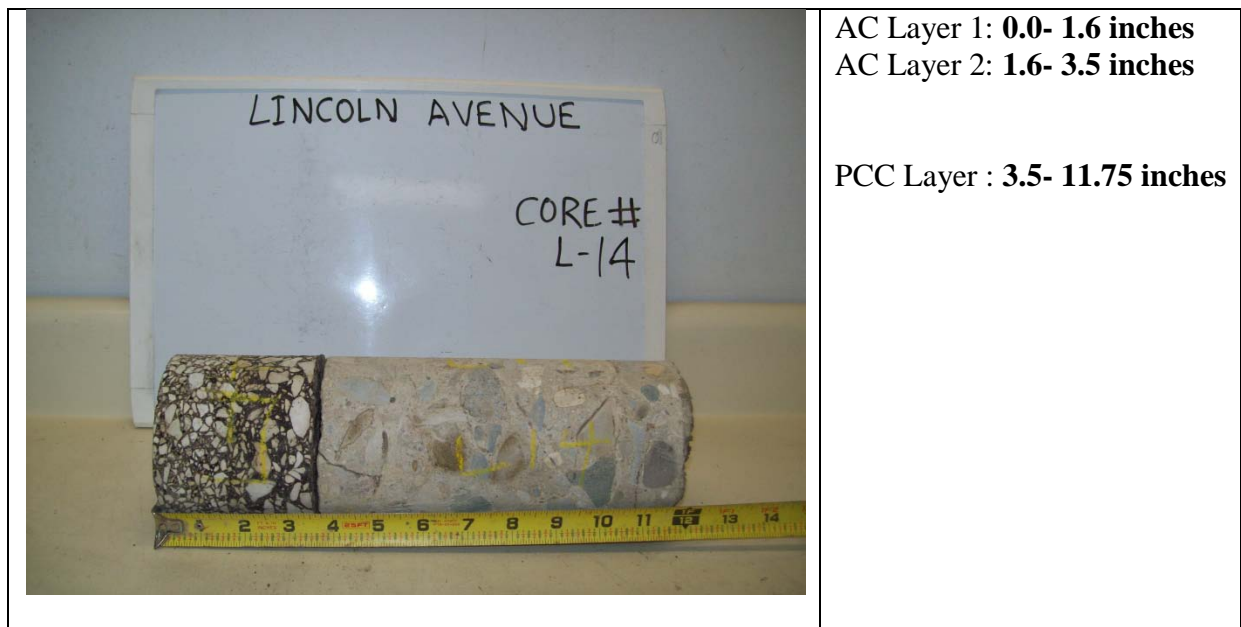 LINCOLN AVENUE
CORE #
L-14
L14
2 3 4 5 6 7 8 9 10 11 12 13 14
AC Layer 1: 0.0- 1.6 inches
AC Layer 2: 1.6- 3.5 inches
PCC Layer : 3.5- 11.75 inches